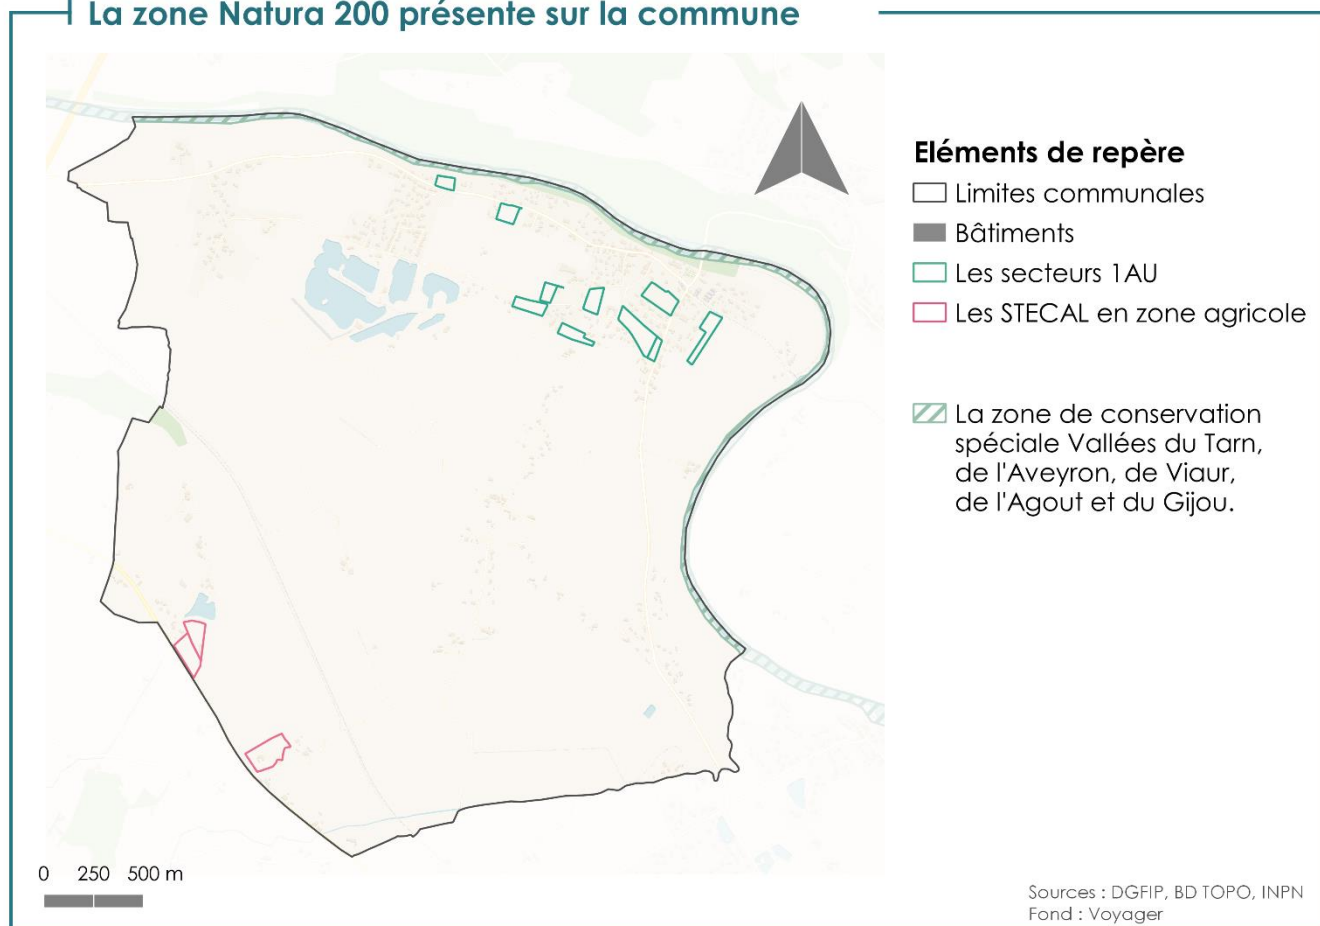 La zone Natura 200 présente sur la commune
Eléments de repère
Limites communales
Bâtiments
Les secteurs 1AU
Les STECAL en zone agricole
La zone de conservation
spéciale Vallées du Tarn,
de l'Aveyron, de Viaur,
de l'Agout et du Gijou.
0 250 500 m
Sources : DGFIP, BD TOPO, INPN
Fond : Voyager